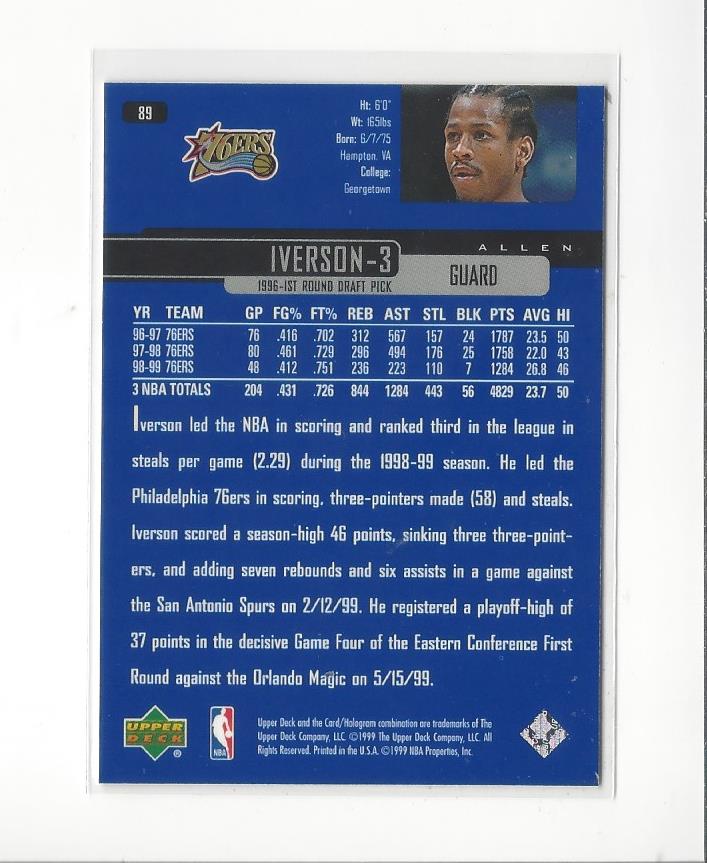 89
76ERS
Ht: 6'0"
Wt: 165lbs
Born: 6/7/75
Hampton, VA
College:
Georgetown
ALLEN
IVERSON-3
GUARD
1996-1ST ROUND DRAFT PICK
YR TEAM GP FG% FT% REB AST STL BLK PTS AVG HI
96-97 76ERS 76 .416 .702 312 567 157 24 1787 23.5 50
97-98 76ERS 80 .461 .729 296 494 176 25 1758 22.0 43
98-99 76ERS 48 .412 .751 236 223 110 7 1284 26.8 46
3 NBA TOTALS 204 .431 .726 844 1284 443 56 4829 23.7 50
Iverson led the NBA in scoring and ranked third in the league in
steals per game (2.29) during the 1998-99 season. He led the
Philadelphia 76ers in scoring, three-pointers made (58) and steals.
Iverson scored a season-high 46 points, sinking three three-point-
ers, and adding seven rebounds and six assists in a game against
the San Antonio Spurs on 2/12/99. He registered a playoff-high of
37 points in the decisive Game Four of the Eastern Conference First
Round against the Orlando Magic on 5/15/99.
UPPER
DECK
®
NBA
Upper Deck and the Card/Hologram combination are trademarks of The
Upper Deck Company, LLC. ©1999 The Upper Deck Company, LLC. All
Rights Reserved. Printed in the U.S.A. ©1999 NBA Properties, Inc.